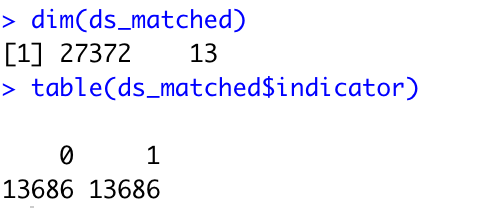 > dim(ds_matched)
[1] 27372    13
> table(ds_matched$indicator)
    0     1
13686 13686